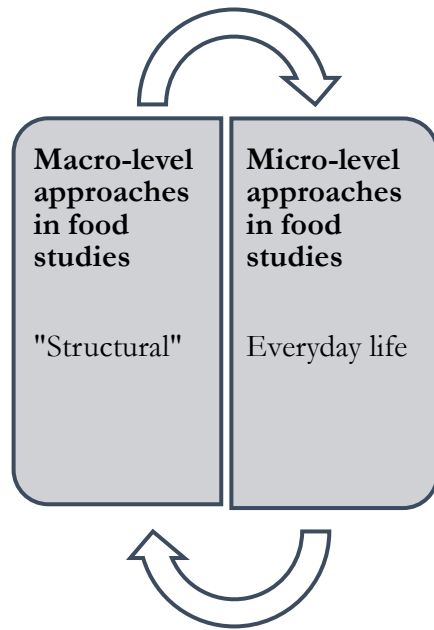 Macro-level
approaches
in food
studies
"Structural"
Micro-level
approaches
in food
studies
Everyday life